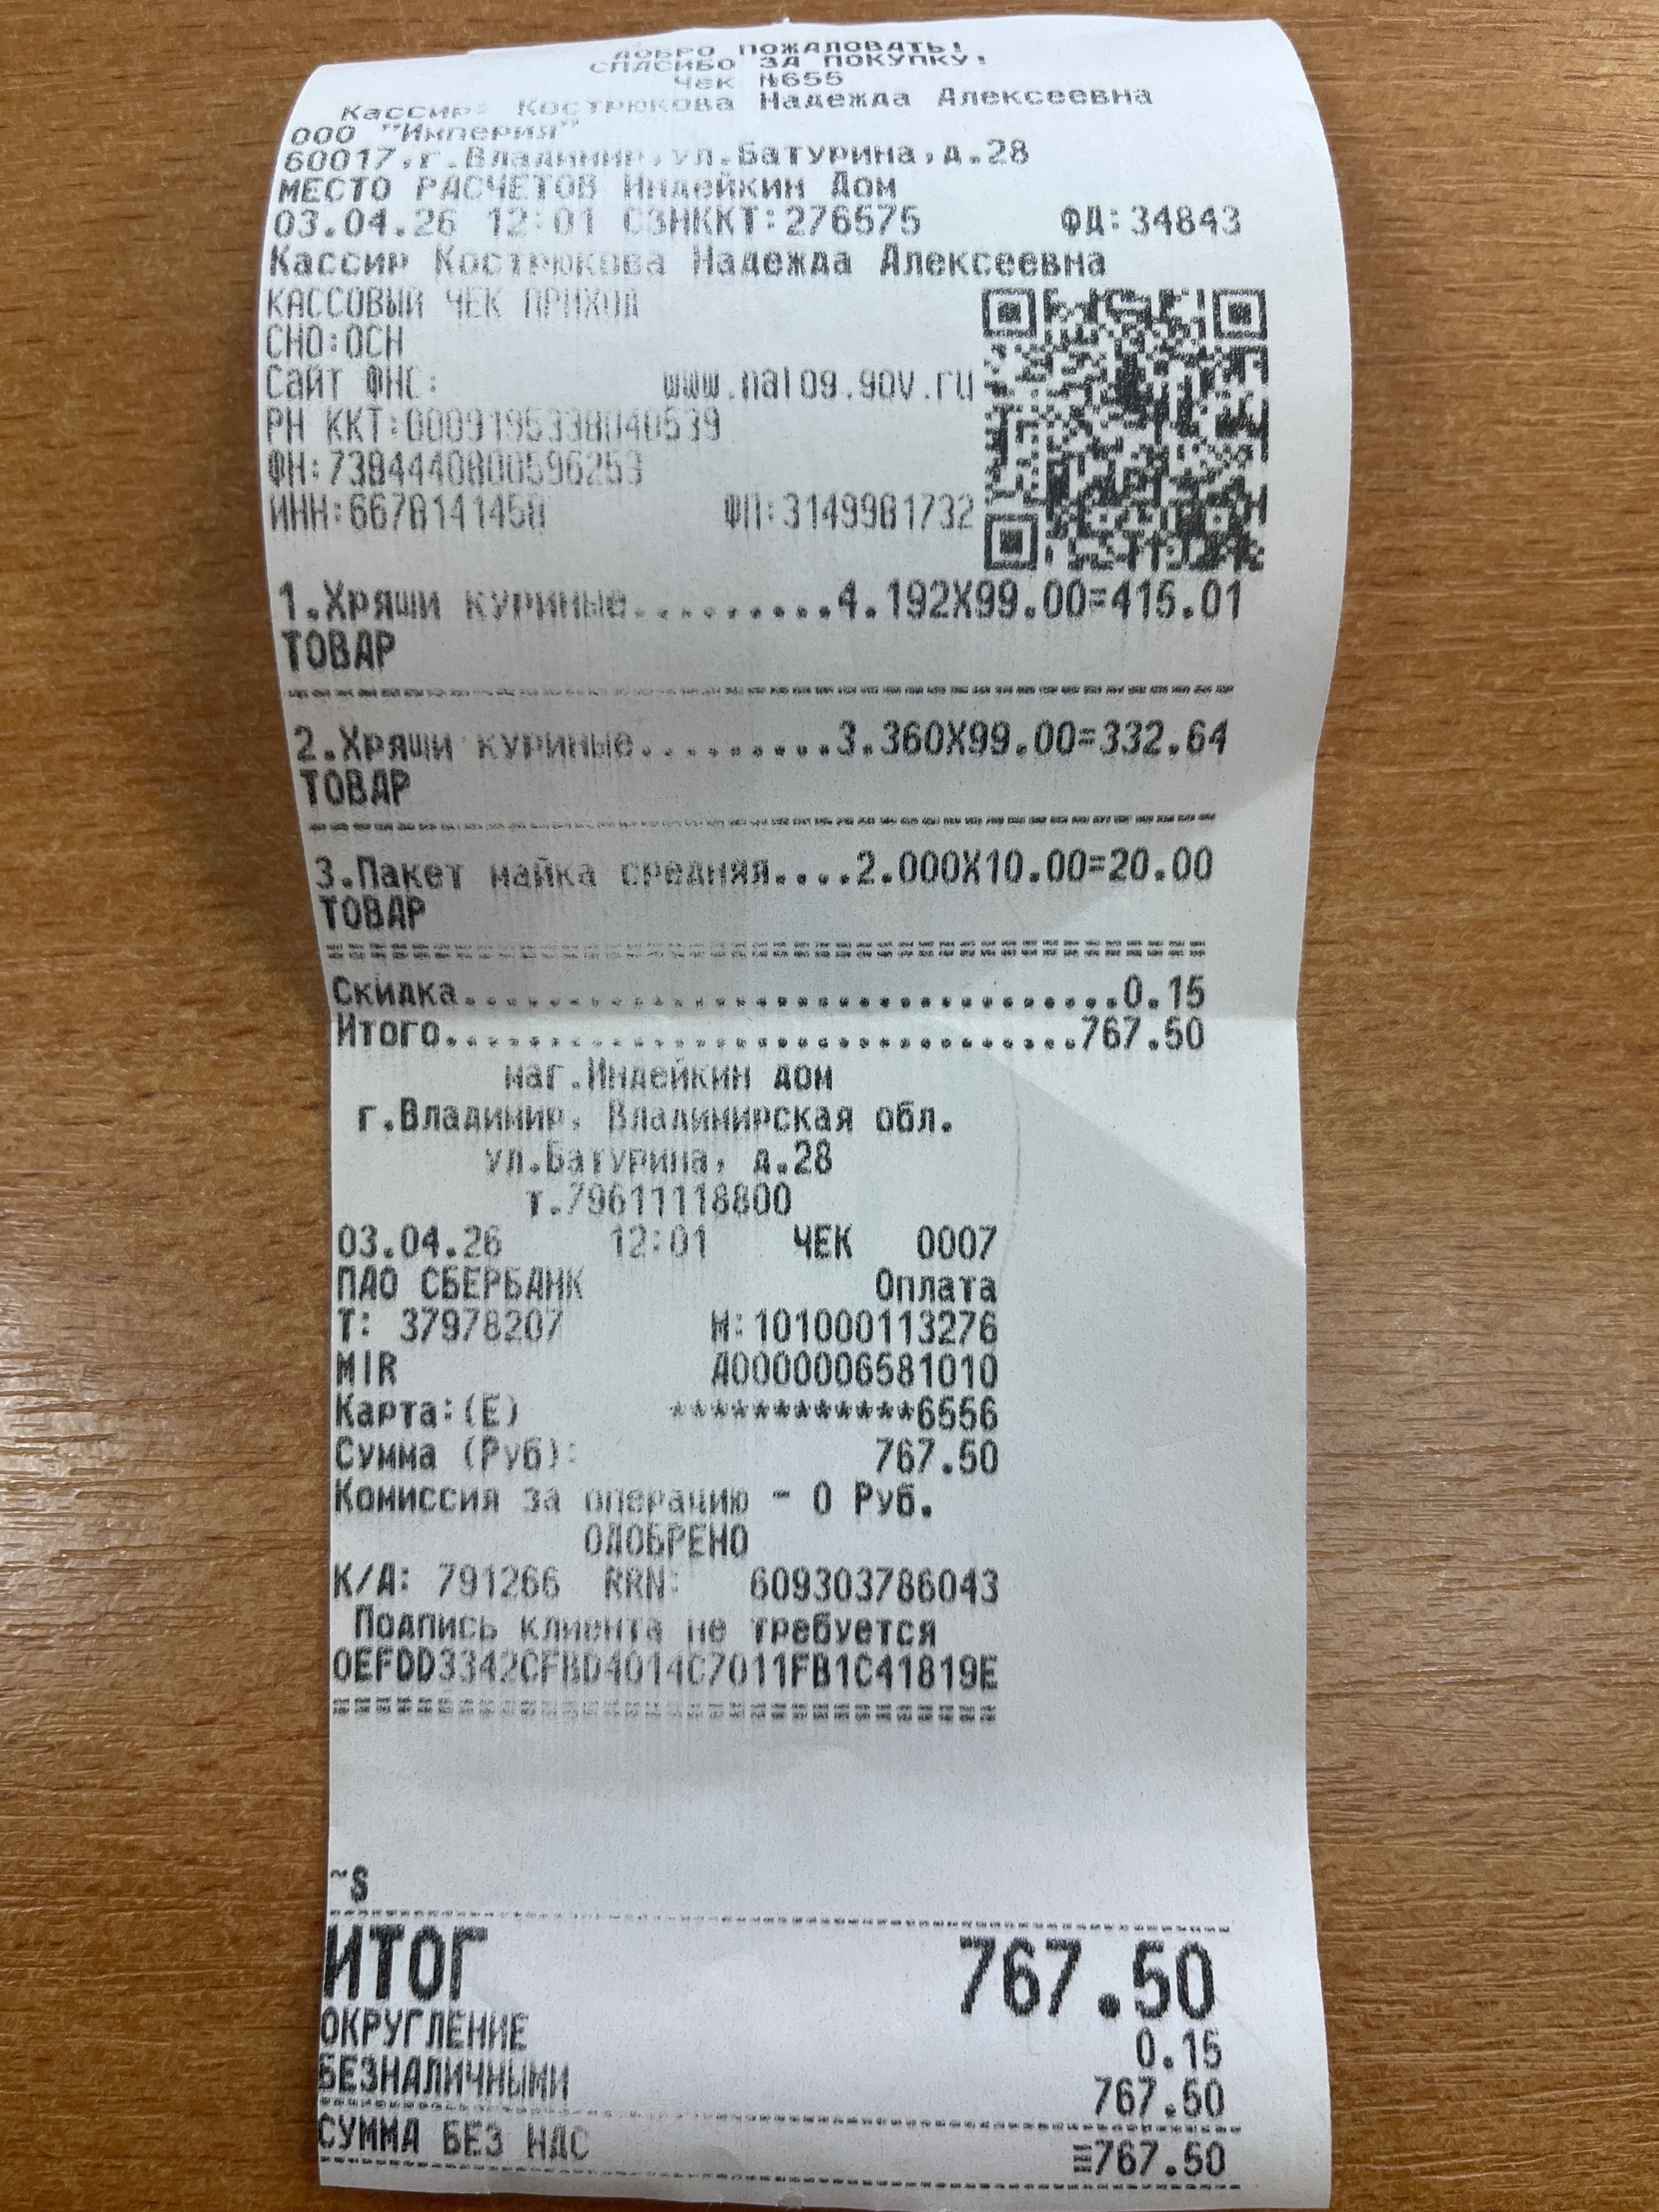 ДОБРО ПОЖАЛОВАТЬ!
СПАСИБО ЗА ПОКУПКУ!
Чек №655
Кассир: Кострюкова Надежда Алексеевна
ООО "Империя"
60017,г.Владимир,ул.Батурина,д.28
МЕСТО РАСЧЕТОВ Индейкин Дом
03.04.26 12:01 СЗНККТ:276575 ФД:34843
Кассир Кострюкова Надежда Алексеевна
КАССОВЫЙ ЧЕК ПРИХОД
СНО:ОСН
Сайт ФНС: www.nalog.gov.ru
РН ККТ:0009195338040539
ФН:7384440800596253
ИНН:6678141458 ФП:3149981732
1.Хрящи куриные.........4.192X99.00=415.01
ТОВАР
2.Хрящи куриные.........3.360X99.00=332.64
ТОВАР
3.Пакет майка средняя....2.000X10.00=20.00
ТОВАР
Скидка...............................0.15
Итого..............................767.50
маг.Индейкин дом
г.Владимир, Владимирская обл.
ул.Батурина, д.28
т.79611118800
03.04.26 12:01 ЧЕК 0007
ПАО СБЕРБАНК Оплата
Т: 37978207 М:101000113276
MIR A0000006581010
Карта:(E) ************6556
Сумма (Руб): 767.50
Комиссия за операцию - 0 Руб.
ОДОБРЕНО
К/А: 791266 RRN: 609303786043
Подпись клиента не требуется
0EFDD3342CFBD4014C7011FB1C41819E
~S
ИТОГ 767.50
ОКРУГЛЕНИЕ 0.15
БЕЗНАЛИЧНЫМИ 767.50
СУММА БЕЗ НДС ≡767.50